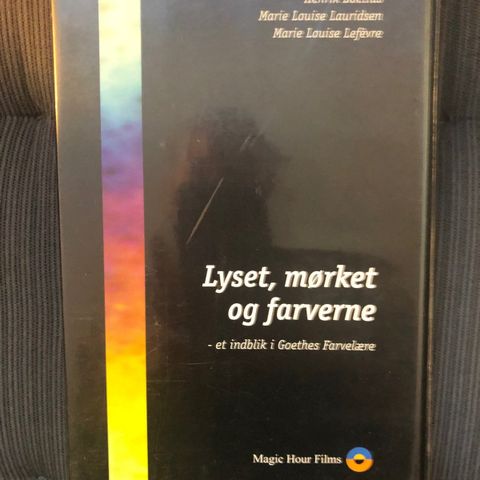 Marie Louise Lauridsen
Marie Louise Lefèvre
Lyset, mørket
og farverne
- et indblik i Goethes Farvelære
Magic Hour Films